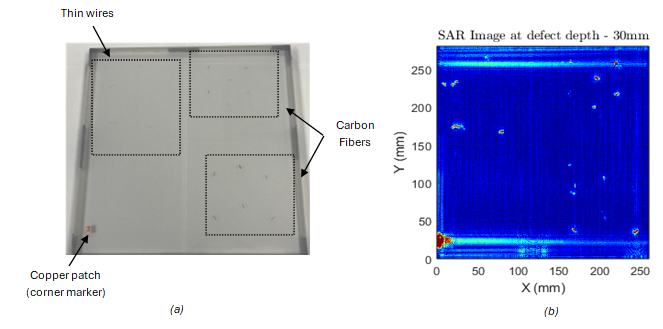 Thin wires
Carbon
Fibers
Copper patch
(corner marker)
(a)
SAR Image at defect depth - 30mm
250
200
150
100
50
0
Y (mm)
0
50
100
150
200
250
X (mm)
(b)